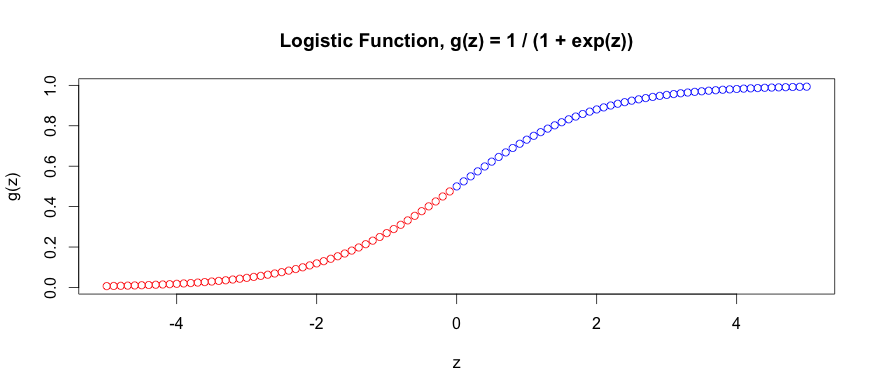 Logistic Function, g(z) = 1 / (1 + exp(z))
g(z)
1.0
0.8
0.6
0.4
0.2
0.0
-4 -2 0 2 4
z